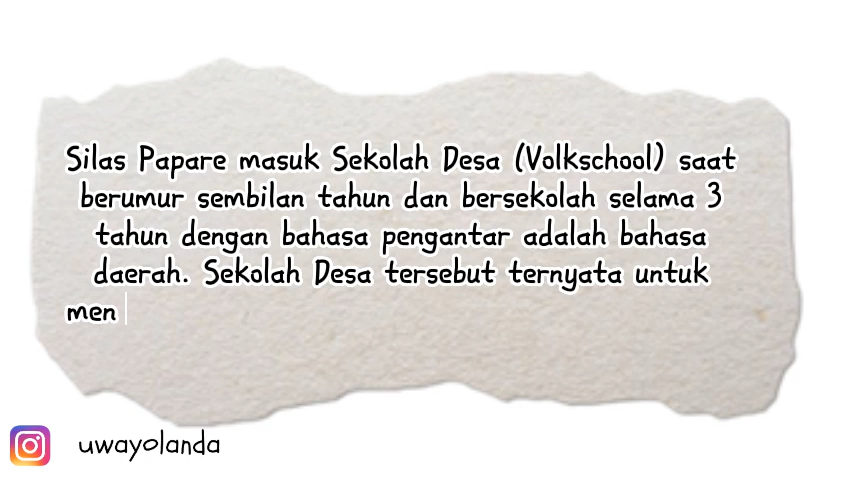 Silas Papare masuk Sekolah Desa (Volkschool) saat
berumur sembilan tahun dan bersekolah selama 3
tahun dengan bahasa pengantar adalah bahasa
daerah. Sekolah Desa tersebut ternyata untuk
men
uwayolanda